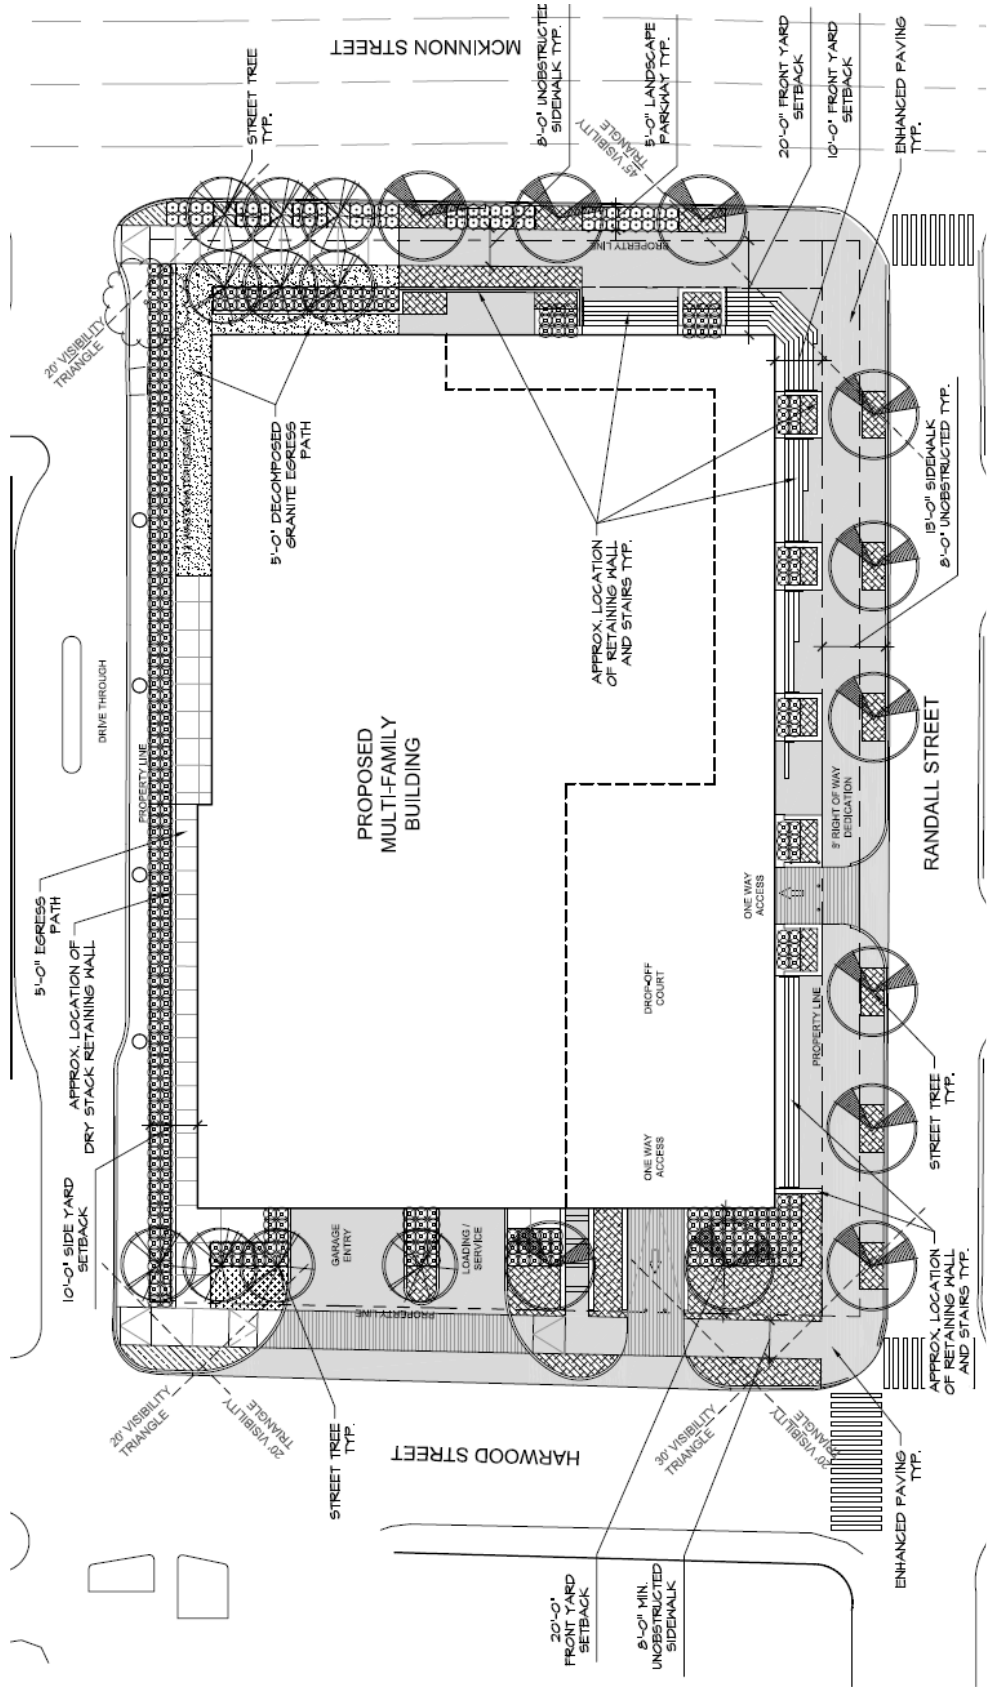 MCKINNON STREET
STREET TREE
TYP.
8'-0" UNOBSTRUCTED
SIDEWALK TYP.
45' VISIBILITY
TRIANGLE
5'-0" LANDSCAPE
PARKWAY TYP.
20'-0" FRONT YARD
SETBACK
10'-0" FRONT YARD
SETBACK
ENHANCED PAVING
TYP.
PROPERTY LINE
20' VISIBILITY
TRIANGLE
5'-0" DECOMPOSED
GRANITE EGRESS
PATH
APPROX. LOCATION
OF RETAINING WALL
AND STAIRS TYP.
13'-0" SIDEWALK
8'-0" UNOBSTRUCTED TYP.
DRIVE THROUGH
PROPERTY LINE
PROPOSED
MULTI-FAMILY
BUILDING
RANDALL STREET
9' RIGHT OF WAY
DEDICATION
ONE WAY
ACCESS
5'-0" EGRESS
PATH
APPROX. LOCATION OF
DRY STACK RETAINING WALL
DROP-OFF
COURT
PROPERTY LINE
ONE WAY
ACCESS
STREET TREE
TYP.
10'-0" SIDE YARD
SETBACK
GARAGE
ENTRY
LOADING /
SERVICE
PROPERTY LINE
APPROX. LOCATION
OF RETAINING WALL
AND STAIRS TYP.
20' VISIBILITY
TRIANGLE
20' VISIBILITY
TRIANGLE
STREET TREE
TYP.
HARWOOD STREET
30' VISIBILITY
TRIANGLE
20' VISIBILITY
TRIANGLE
ENHANCED PAVING
TYP.
20'-0"
FRONT YARD
SETBACK
8'-0" MIN.
UNOBSTRUCTED
SIDEWALK